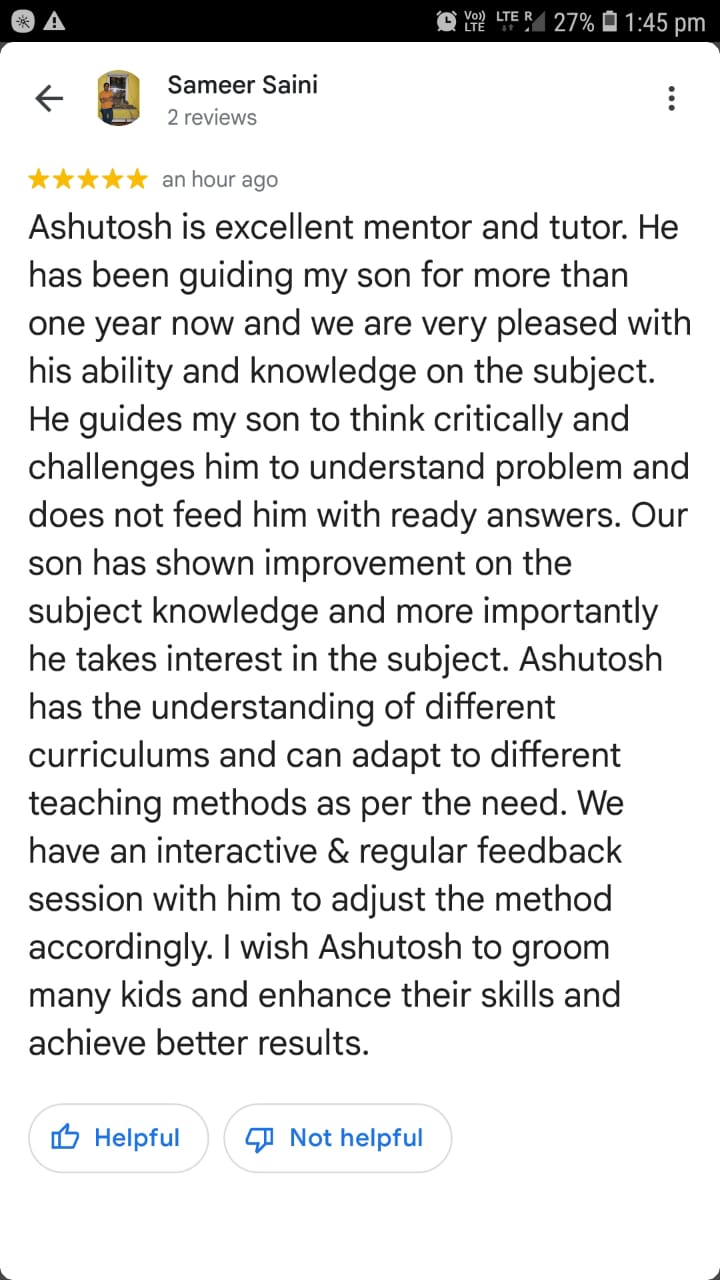 Vo) LTE LTE R 27% 1:45 pm
Sameer Saini
2 reviews
an hour ago
Ashutosh is excellent mentor and tutor. He
has been guiding my son for more than
one year now and we are very pleased with
his ability and knowledge on the subject.
He guides my son to think critically and
challenges him to understand problem and
does not feed him with ready answers. Our
son has shown improvement on the
subject knowledge and more importantly
he takes interest in the subject. Ashutosh
has the understanding of different
curriculums and can adapt to different
teaching methods as per the need. We
have an interactive & regular feedback
session with him to adjust the method
accordingly. I wish Ashutosh to groom
many kids and enhance their skills and
achieve better results.
Helpful Not helpful